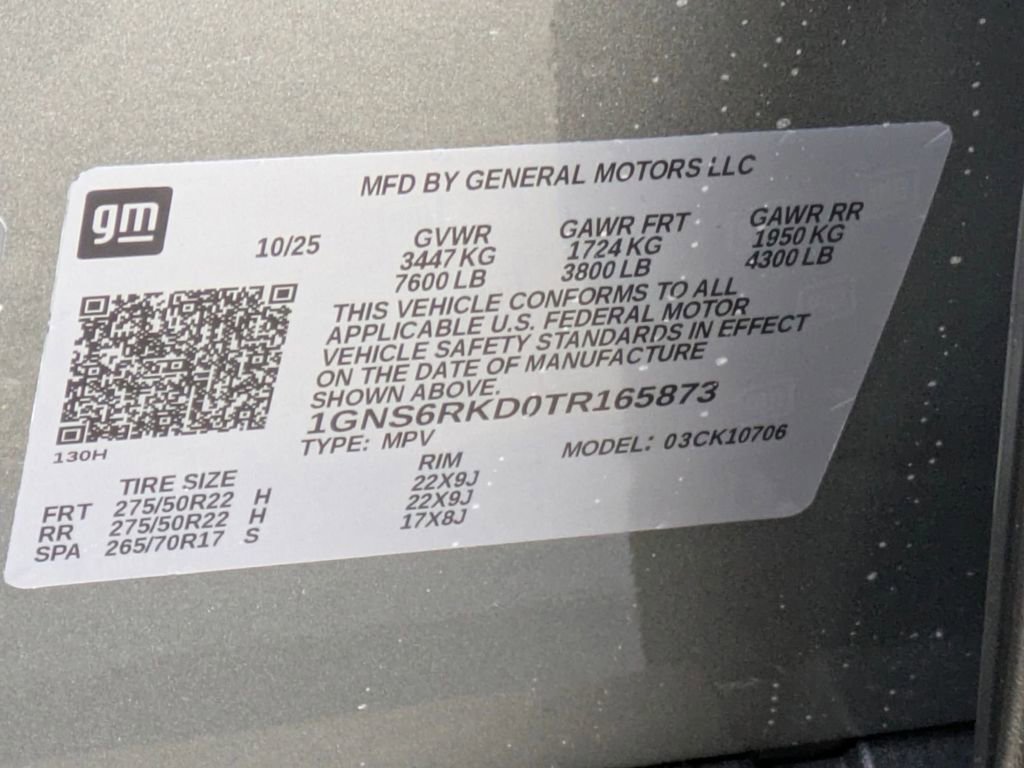 gm
MFD BY GENERAL MOTORS LLC
10/25
GVWR
3447 KG
7600 LB
GAWR FRT
1724 KG
3800 LB
GAWR RR
1950 KG
4300 LB
THIS VEHICLE CONFORMS TO ALL
APPLICABLE U.S. FEDERAL MOTOR
VEHICLE SAFETY STANDARDS IN EFFECT
ON THE DATE OF MANUFACTURE
SHOWN ABOVE.
1GNS6RKD0TR165873
TYPE: MPV MODEL: 03CK10706
130H
TIRE SIZE RIM
FRT 275/50R22 H 22X9J
RR 275/50R22 H 22X9J
SPA 265/70R17 S 17X8J